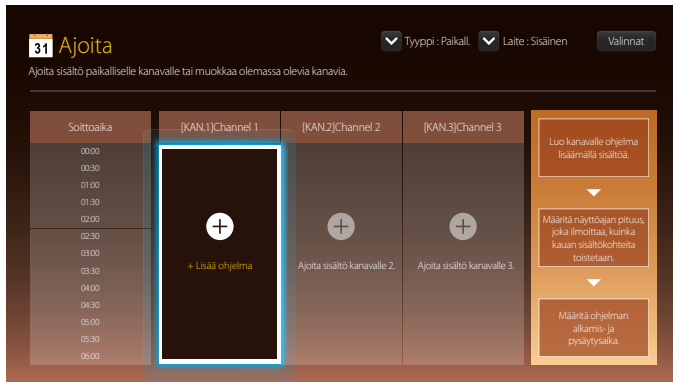 31 Ajoita
Tyyppi : Paikall.
Laite : Sisäinen
Valinnat
Ajoita sisältö paikalliselle kanavalle tai muokkaa olemassa olevia kanavia.
Soittoaika
[KAN.1]Channel 1
[KAN.2]Channel 2
[KAN.3]Channel 3
00:00
00:30
01:00
01:30
02:00
02:30
03:00
03:30
04:00
04:30
05:00
05:30
06:00
+ Lisää ohjelma
Ajoita sisältö kanavalle 2.
Ajoita sisältö kanavalle 3.
Luo kanavalle ohjelma
lisäämällä sisältöä.
Määritä näyttöajan pituus,
joka ilmoittaa, kuinka
kauan sisältökohteita
toistetaan.
Määritä ohjelman
alkamis- ja
pysäytysaika.